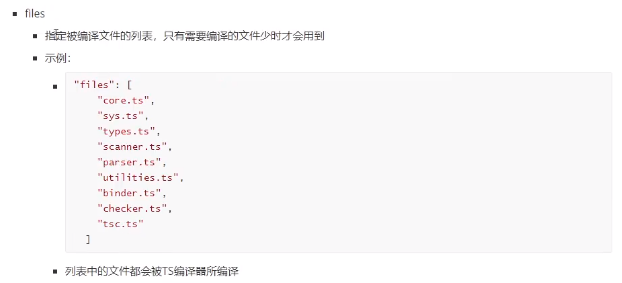 files
指定被编译文件的列表，只有需要编译的文件少时才会用到
示例：
"files": [
"core.ts",
"sys.ts",
"types.ts",
"scanner.ts",
"parser.ts",
"utilities.ts",
"binder.ts",
"checker.ts",
"tsc.ts"
]
列表中的文件都会被TS编译器所编译